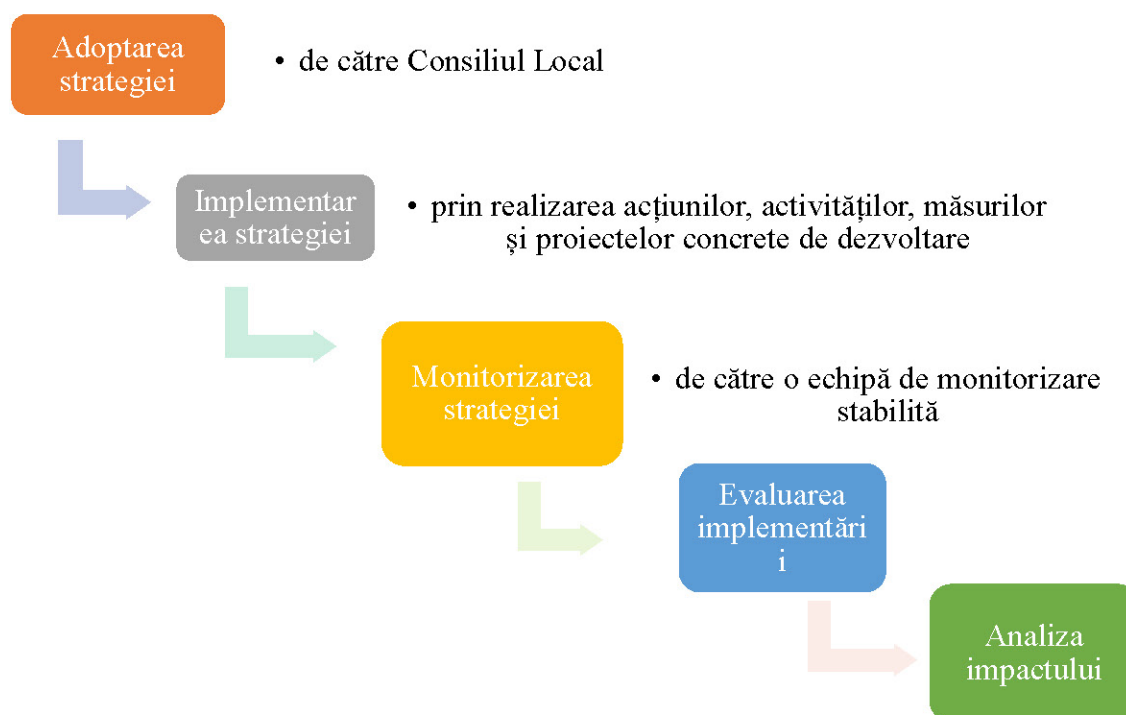 Adoptarea
strategiei
• de către Consiliul Local
Implementar
ea strategiei
• prin realizarea acțiunilor, activităților, măsurilor
și proiectelor concrete de dezvoltare
Monitorizarea
strategiei
• de către o echipă de monitorizare
stabilită
Evaluarea
implementări
i
Analiza
impactului